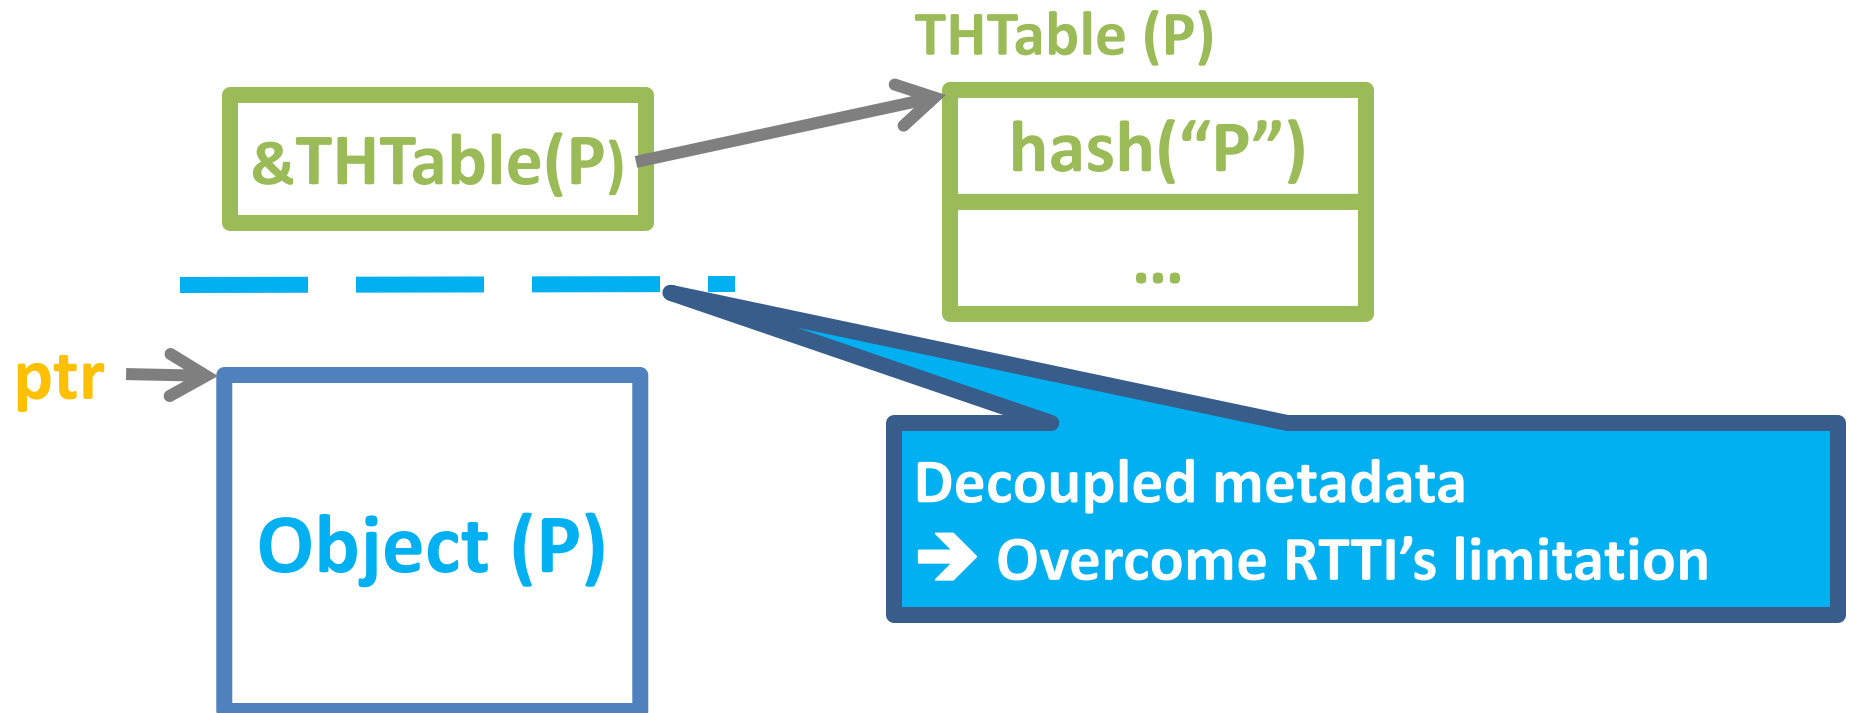 THTable (P)
&THTable(P)
hash(“P”)
...
ptr
Object (P)
Decoupled metadata
➔ Overcome RTTI’s limitation